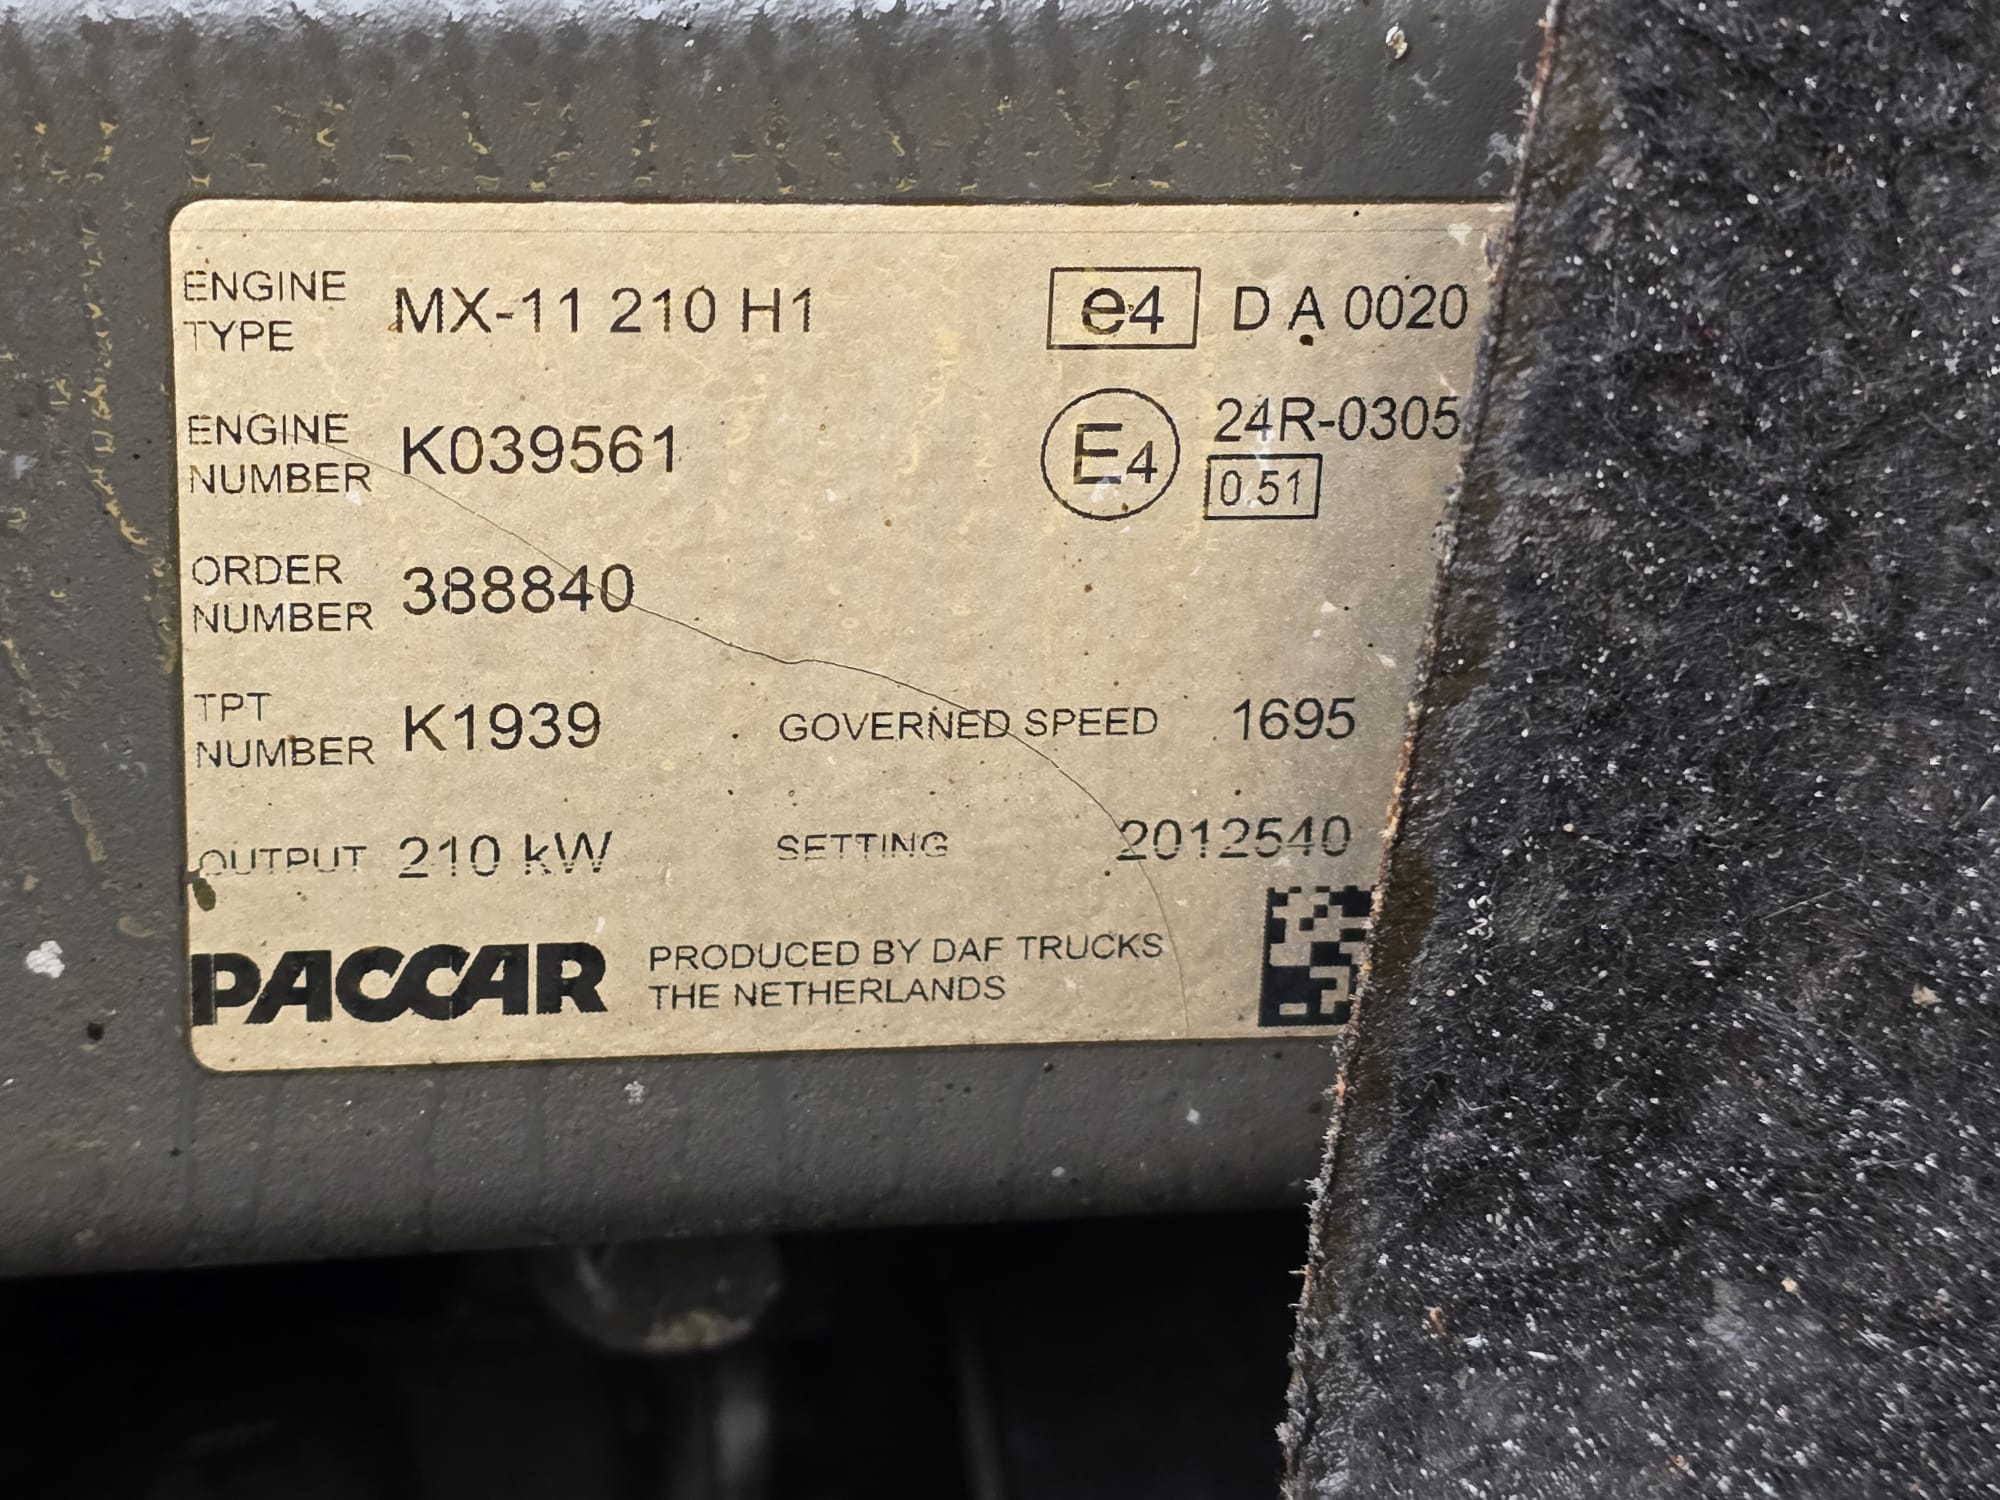 ENGINE TYPE MX-11 210 H1 e4 D A 0020
ENGINE NUMBER K039561 E4 24R-0305
0.51
ORDER NUMBER 388840
TPT NUMBER K1939 GOVERNED SPEED 1695
OUTPUT 210 kW SETTING 2012540
PACCAR PRODUCED BY DAF TRUCKS
THE NETHERLANDS